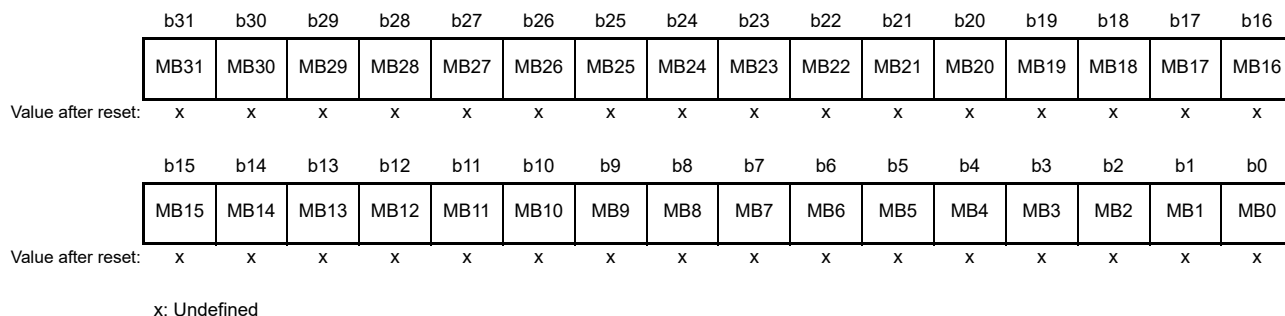 b31 b30 b29 b28 b27 b26 b25 b24 b23 b22 b21 b20 b19 b18 b17 b16
MB31 MB30 MB29 MB28 MB27 MB26 MB25 MB24 MB23 MB22 MB21 MB20 MB19 MB18 MB17 MB16
Value after reset: x x x x x x x x x x x x x x x x
b15 b14 b13 b12 b11 b10 b9 b8 b7 b6 b5 b4 b3 b2 b1 b0
MB15 MB14 MB13 MB12 MB11 MB10 MB9 MB8 MB7 MB6 MB5 MB4 MB3 MB2 MB1 MB0
Value after reset: x x x x x x x x x x x x x x x x
x: Undefined